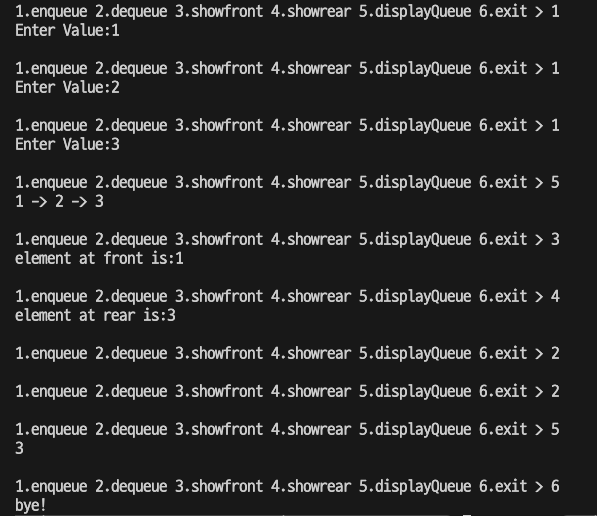 1.enqueue 2.dequeue 3.showfront 4.showrear 5.displayQueue 6.exit > 1
Enter Value:1
1.enqueue 2.dequeue 3.showfront 4.showrear 5.displayQueue 6.exit > 1
Enter Value:2
1.enqueue 2.dequeue 3.showfront 4.showrear 5.displayQueue 6.exit > 1
Enter Value:3
1.enqueue 2.dequeue 3.showfront 4.showrear 5.displayQueue 6.exit > 5
1 -> 2 -> 3
1.enqueue 2.dequeue 3.showfront 4.showrear 5.displayQueue 6.exit > 3
element at front is:1
1.enqueue 2.dequeue 3.showfront 4.showrear 5.displayQueue 6.exit > 4
element at rear is:3
1.enqueue 2.dequeue 3.showfront 4.showrear 5.displayQueue 6.exit > 2
1.enqueue 2.dequeue 3.showfront 4.showrear 5.displayQueue 6.exit > 2
1.enqueue 2.dequeue 3.showfront 4.showrear 5.displayQueue 6.exit > 5
3
1.enqueue 2.dequeue 3.showfront 4.showrear 5.displayQueue 6.exit > 6
bye!